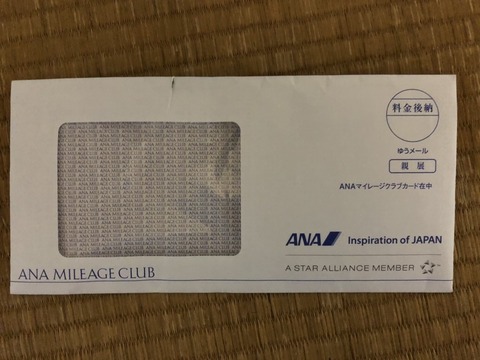 料金後納
ゆうメール
親展
ANAマイレージクラブカード在中
ANA Inspiration of JAPAN
A STAR ALLIANCE MEMBER
ANA MILEAGE CLUB